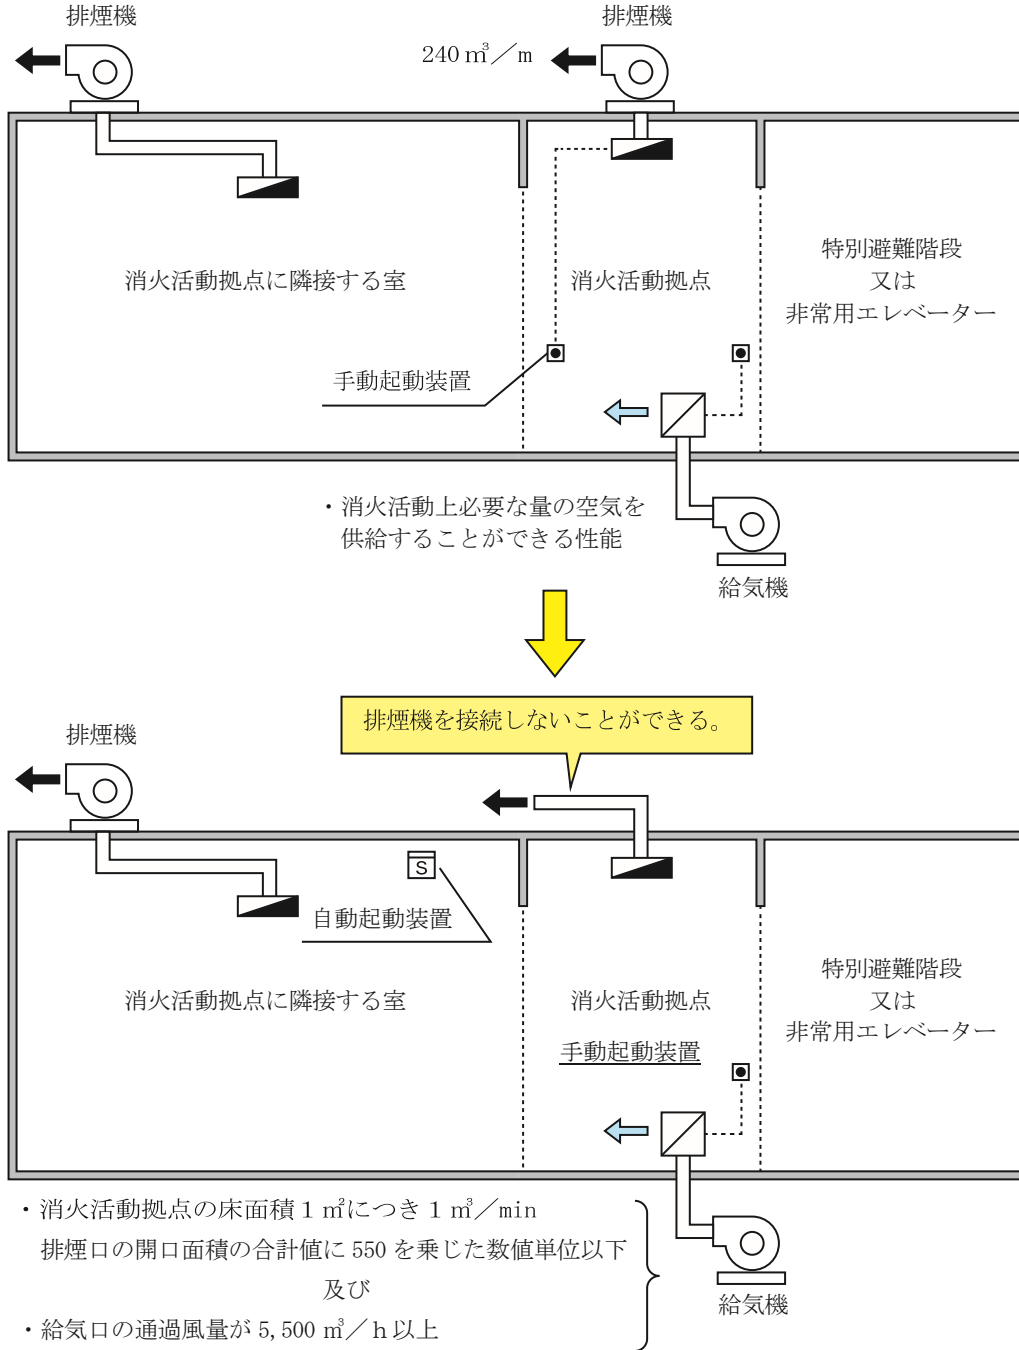 排煙機
排煙機
240㎥／m
消火活動拠点に隣接する室
消火活動拠点
特別避難階段
又は
非常用エレベーター
手動起動装置
・消火活動上必要な量の空気を
供給することができる性能
給気機
排煙機を接続しないことができる。
排煙機
S
自動起動装置
消火活動拠点に隣接する室
消火活動拠点
特別避難階段
又は
非常用エレベーター
手動起動装置
・消火活動拠点の床面積１㎡につき１㎥／min
排煙口の開口面積の合計値に 550 を乗じた数値単位以下
及び
・給気口の通過風量が 5,500 ㎥／ｈ以上
給気機